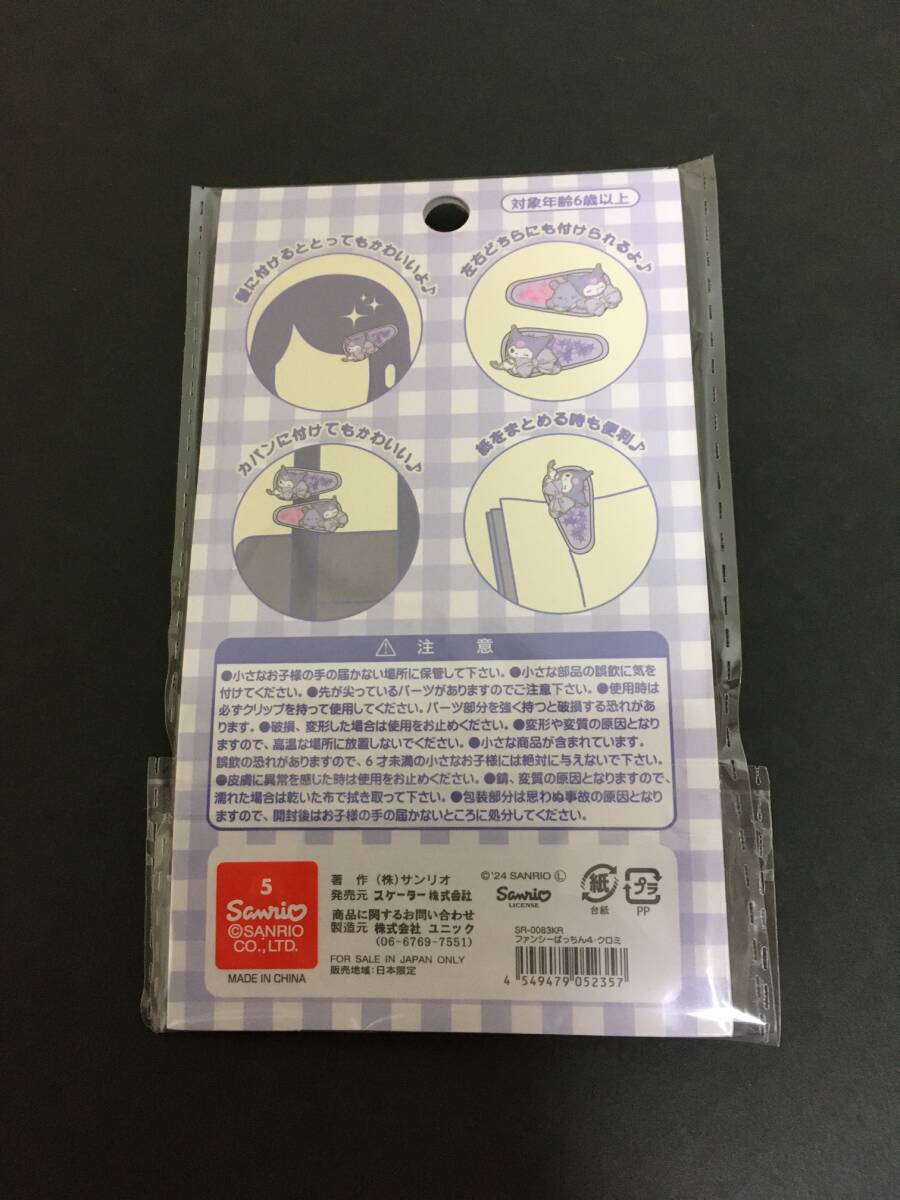 対象年齢6歳以上
髪に付けるととってもかわいいよ♪
左右どちらにも付けられるよ♪
カバンに付けてもかわいい♪
紙をまとめる時も便利♪
⚠ 注 意
●小さなお子様の手の届かない場所に保管して下さい。●小さな部品の誤飲に気を
付けてください。●先が尖っているパーツがありますのでご注意下さい。●使用時は
必ずクリップを持って使用してください。パーツ部分を強く持つと破損する恐れがあ
ります。●破損、変形した場合は使用をお止めください。●変形や変質の原因となり
ますので、高温な場所に放置しないでください。●小さな商品が含まれています。
誤飲の恐れがありますので、6才未満の小さなお子様には絶対に与えないで下さい。
●皮膚に異常を感じた時は使用をお止めください。●錆、変質の原因となりますので、
濡れた場合は乾いた布で拭き取って下さい。●包装部分は思わぬ事故の原因となり
ますので、開封後はお子様の手の届かないところに処分してください。
5
Sanrio
©SANRIO
CO.,LTD.
MADE IN CHINA
著 作 (株)サンリオ
発売元 スケーター株式会社
商品に関するお問い合わせ
製造元 株式会社 ユニック
(06-6769-7551)
FOR SALE IN JAPAN ONLY
販売地域:日本限定
©'24 SANRIO Ⓛ
Sanrio
LICENSE
紙
台紙
プラ
PP
SR-0083KR
ファンシーぱっちん4・クロミ
4 549479 052357